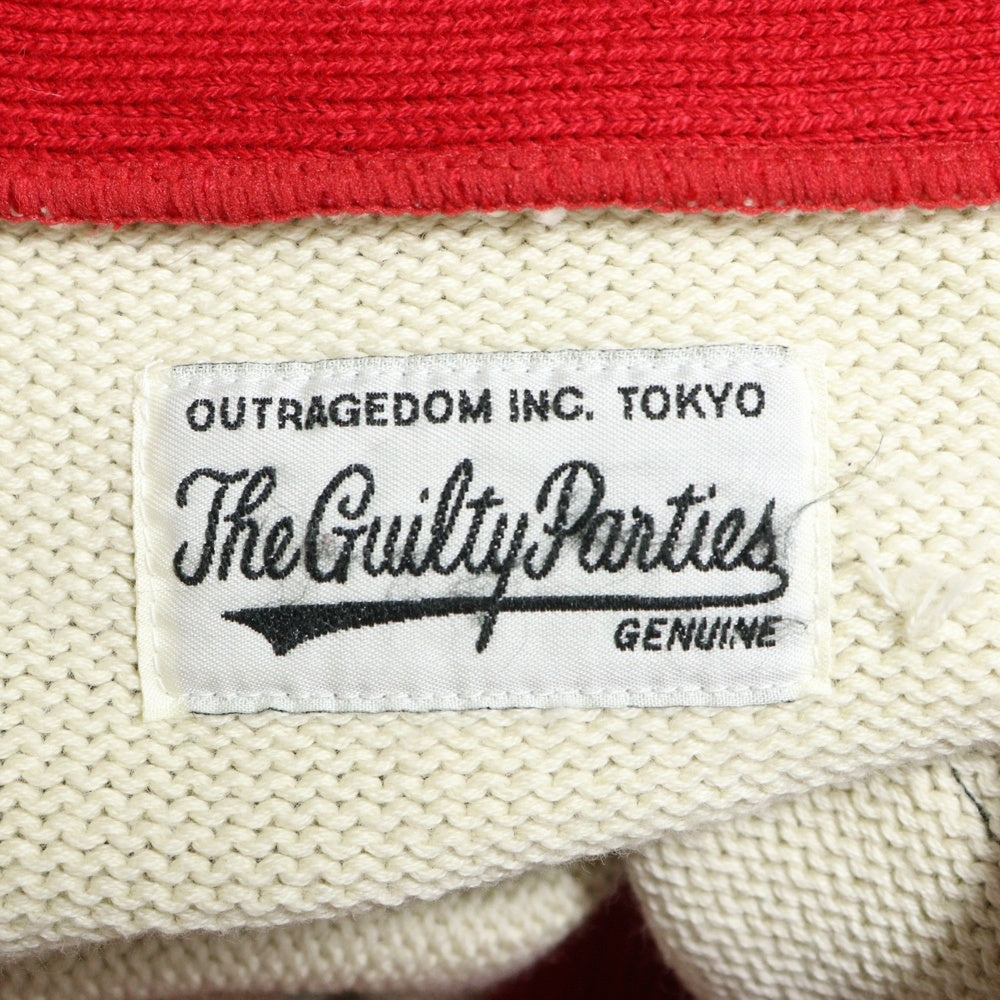 OUTRAGEDOM INC. TOKYO
The Guilty Parties
GENUINE